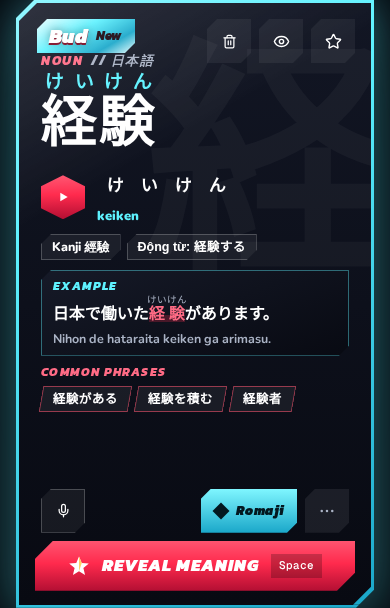 Bud New
NOUN // 日本語
けいけん
経験
けいけん
keiken
Kanji 經驗
Động từ: 経験する
EXAMPLE
けいけん
日本で働いた経験があります。
Nihon de hataraita keiken ga arimasu.
COMMON PHRASES
経験がある 経験を積む 経験者
Romaji
REVEAL MEANING Space